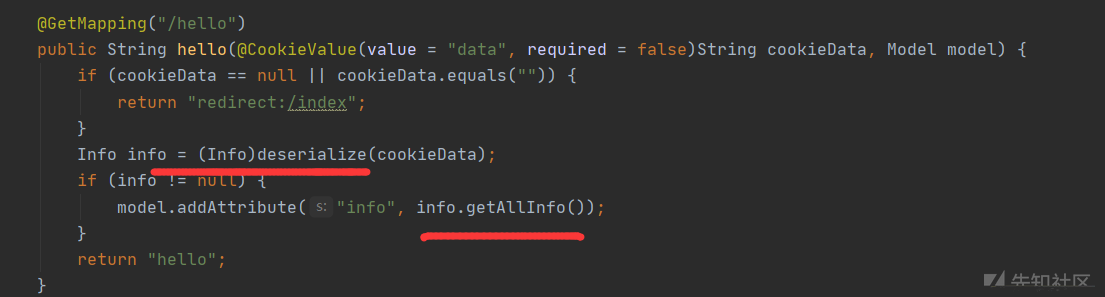 @GetMapping("/hello")
public String hello(@CookieValue(value = "data", required = false)String cookieData, Model model) {
    if (cookieData == null || cookieData.equals("")) {
        return "redirect:/index";
    }
    Info info = (Info)deserialize(cookieData);
    if (info != null) {
        model.addAttribute( s: "info", info.getAllInfo());
    }
    return "hello";
}
先知社区